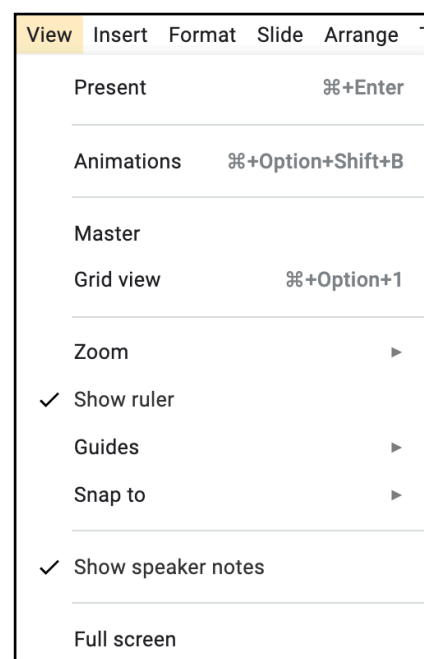 View Insert Format Slide Arrange
Present ⌘+Enter
Animations ⌘+Option+Shift+B
Master
Grid view ⌘+Option+1
Zoom ►
✓ Show ruler
Guides ►
Snap to ►
✓ Show speaker notes
Full screen